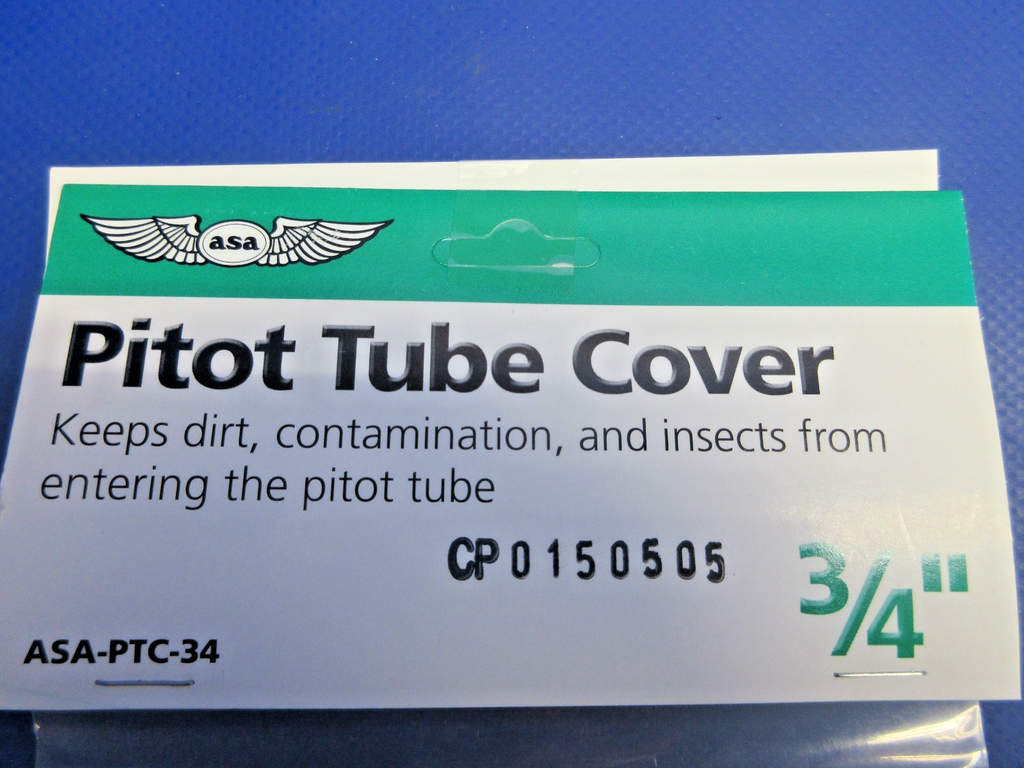 asa
Pitot Tube Cover
Keeps dirt, contamination, and insects from
entering the pitot tube
CP0150505
3/4"
ASA-PTC-34